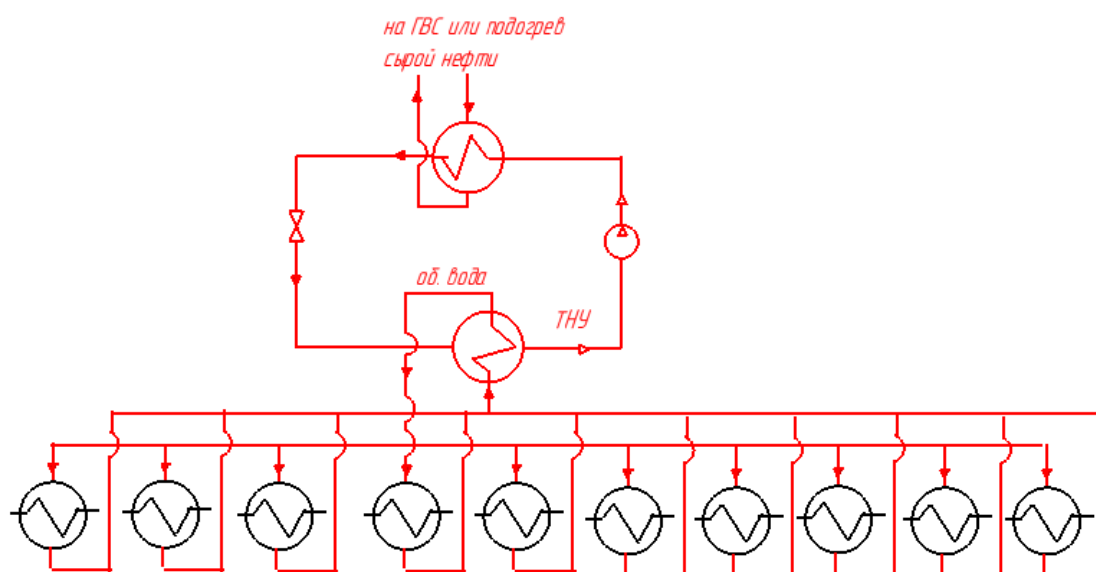 на ГВС или подогрев
сырой нефти
об. вода
ТНУ